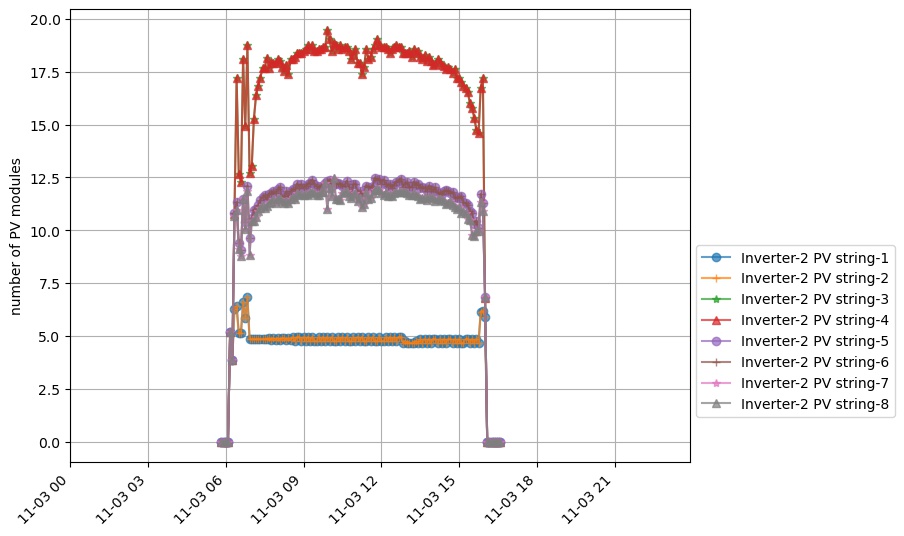 20.0
17.5
15.0
12.5
10.0
7.5
5.0
2.5
0.0
number of PV modules
11-03 00
11-03 03
11-03 06
11-03 09
11-03 12
11-03 15
11-03 18
11-03 21
Inverter-2 PV string-1
Inverter-2 PV string-2
Inverter-2 PV string-3
Inverter-2 PV string-4
Inverter-2 PV string-5
Inverter-2 PV string-6
Inverter-2 PV string-7
Inverter-2 PV string-8